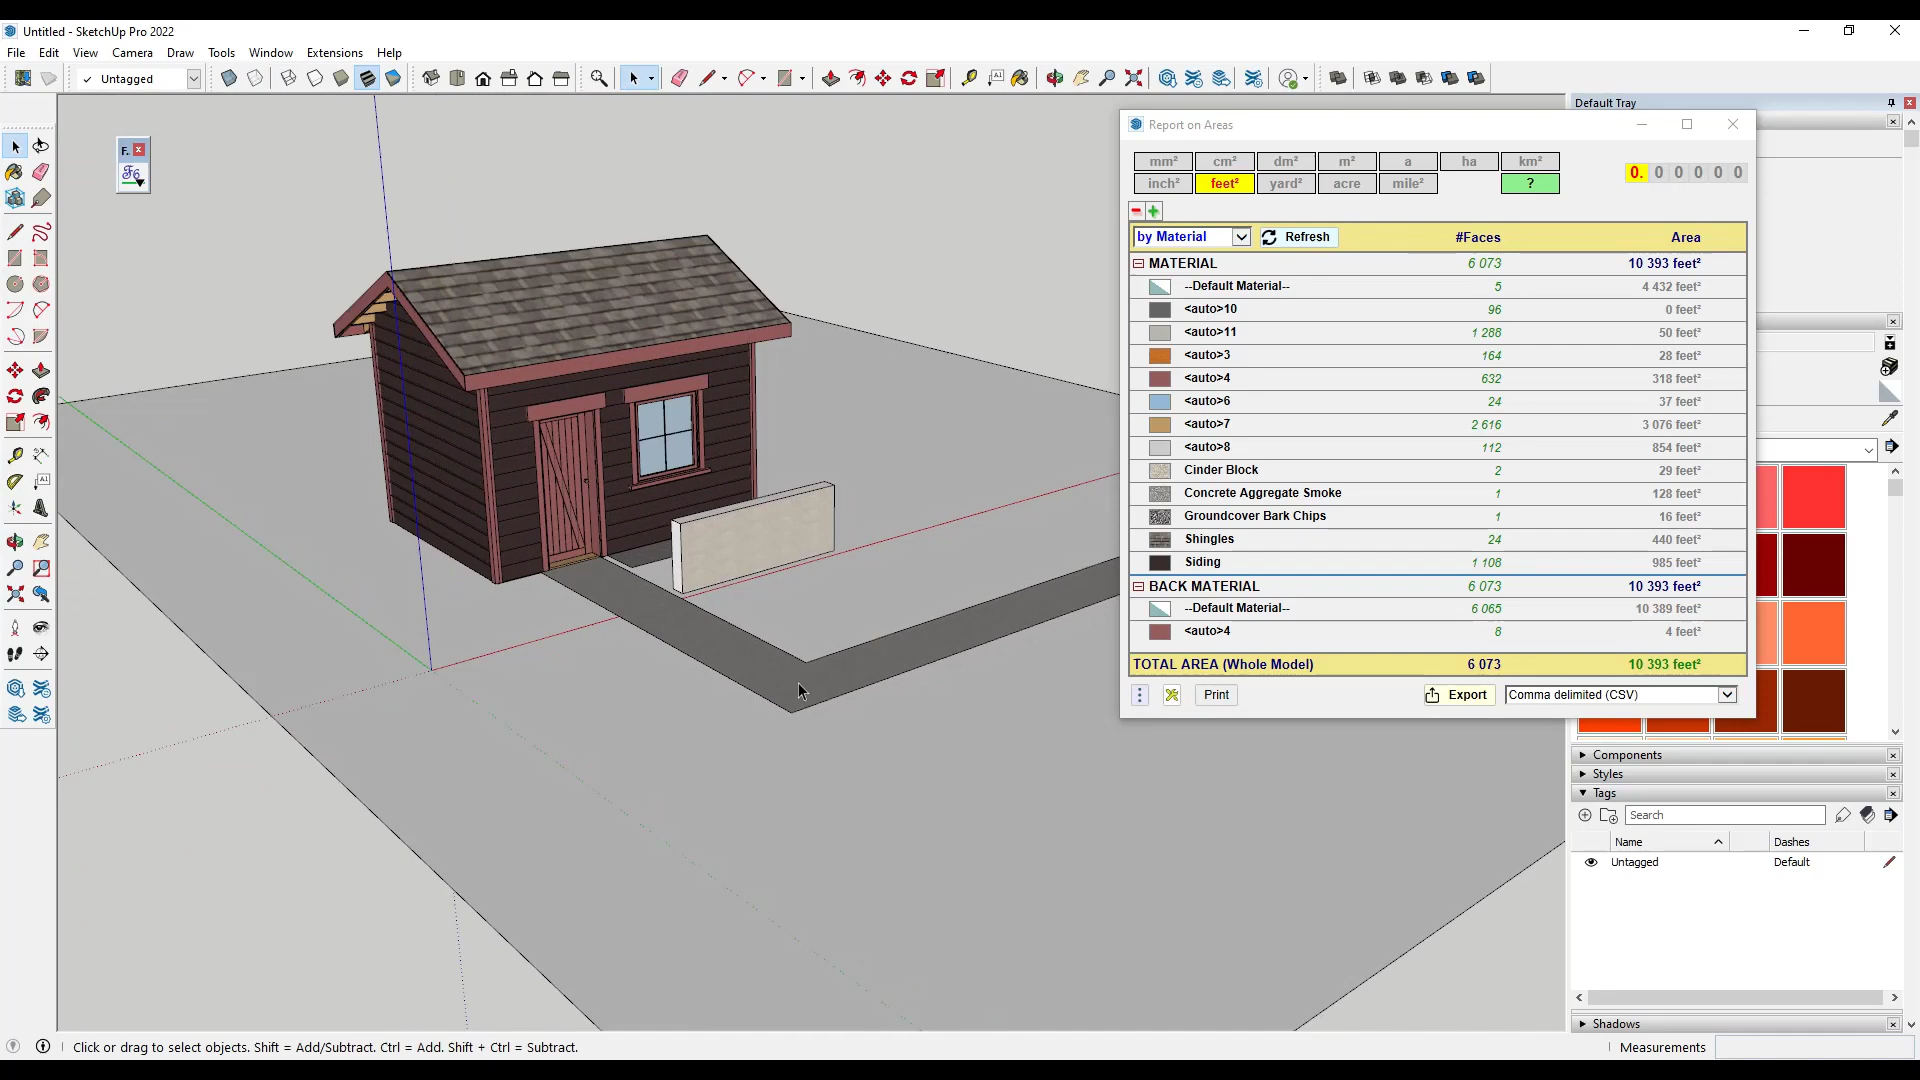 Untitled - SketchUp Pro 2022
File Edit View Camera Draw Tools Window Extensions Help
Untagged
Default Tray
F.
Report on Areas
mm² cm² dm² m² a ha km²
inch² feet² yard² acre mile² ?
0. 0 0 0 0 0
by Material Refresh #Faces Area
MATERIAL 6 073 10 393 feet²
--Default Material-- 5 4 432 feet²
<auto>10 96 0 feet²
<auto>11 1 288 50 feet²
<auto>3 164 28 feet²
<auto>4 632 318 feet²
<auto>6 24 37 feet²
<auto>7 2 616 3 076 feet²
<auto>8 112 854 feet²
Cinder Block 2 29 feet²
Concrete Aggregate Smoke 1 128 feet²
Groundcover Bark Chips 1 16 feet²
Shingles 24 440 feet²
Siding 1 108 985 feet²
BACK MATERIAL 6 073 10 393 feet²
--Default Material-- 6 065 10 389 feet²
<auto>4 8 4 feet²
TOTAL AREA (Whole Model) 6 073 10 393 feet²
Print Export Comma delimited (CSV)
Components
Styles
Tags
Search
Name Dashes
Untagged Default
Shadows
Click or drag to select objects. Shift = Add/Subtract. Ctrl = Add. Shift + Ctrl = Subtract.
Measurements